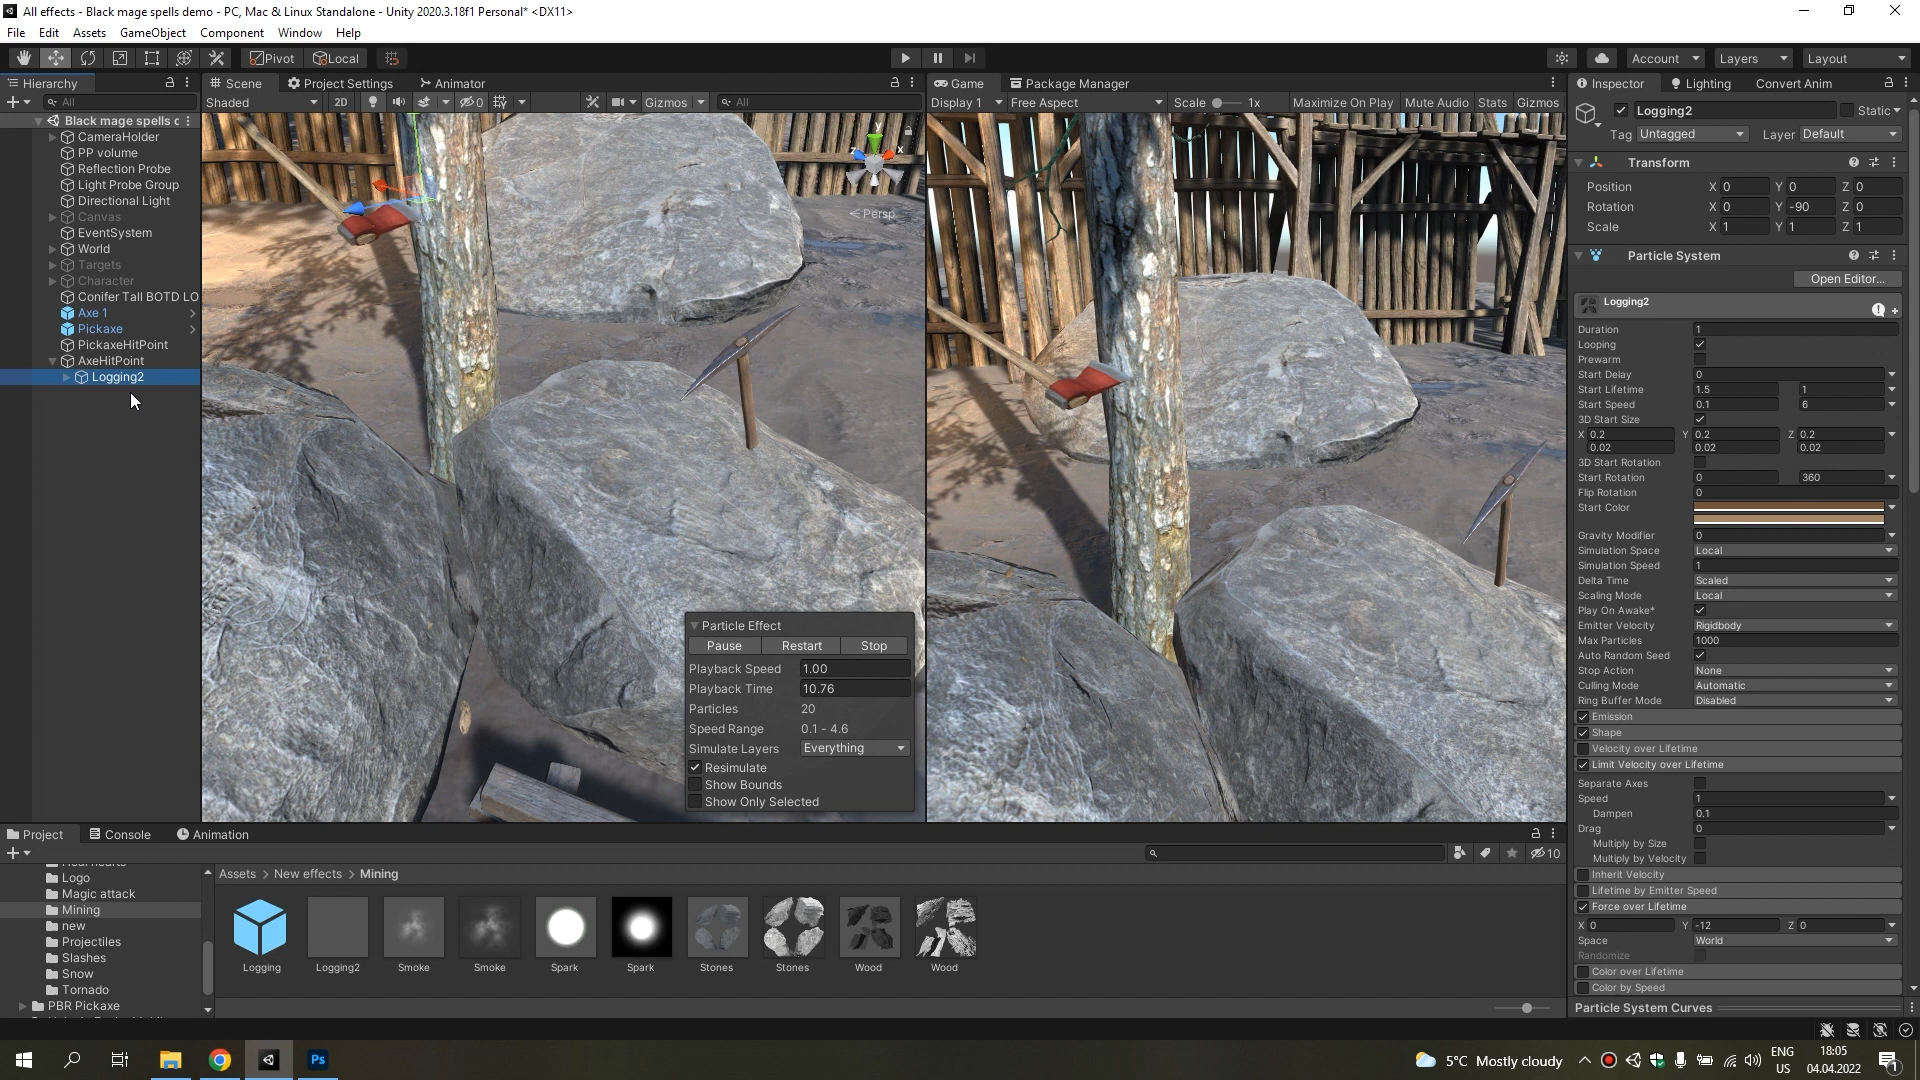 All effects - Black mage spells demo - PC, Mac & Linux Standalone - Unity 2020.3.18f1 Personal* <DX11>
File Edit Assets GameObject Component Window Help
Pivot Local Account Layers Layout
Hierarchy
All
Black mage spells c
CameraHolder
PP volume
Reflection Probe
Light Probe Group
Directional Light
Canvas
EventSystem
World
Targets
Character
Conifer Tall BOTD LO
Axe 1
Pickaxe
PickaxeHitPoint
AxeHitPoint
Logging2
Scene Project Settings Animator
Shaded 2D 0 Gizmos All
y
x
z
Persp
Particle Effect
Pause Restart Stop
Playback Speed 1.00
Playback Time 10.76
Particles 20
Speed Range 0.1 - 4.6
Simulate Layers Everything
Resimulate
Show Bounds
Show Only Selected
Game Package Manager
Display 1 Free Aspect Scale 1x Maximize On Play Mute Audio Stats Gizmos
Inspector Lighting Convert Anim
Logging2 Static
Tag Untagged Layer Default
Transform
Position X 0 Y 0 Z 0
Rotation X 0 Y -90 Z 0
Scale X 1 Y 1 Z 1
Particle System
Open Editor...
Logging2
Duration 1
Looping
Prewarm
Start Delay 0
Start Lifetime 1.5 1
Start Speed 0.1 6
3D Start Size
X 0.2 Y 0.2 Z 0.2
0.02 0.02 0.02
3D Start Rotation
Start Rotation 0 360
Flip Rotation 0
Start Color
Gravity Modifier 0
Simulation Space Local
Simulation Speed 1
Delta Time Scaled
Scaling Mode Local
Play On Awake*
Emitter Velocity Rigidbody
Max Particles 1000
Auto Random Seed
Stop Action None
Culling Mode Automatic
Ring Buffer Mode Disabled
Emission
Shape
Velocity over Lifetime
Limit Velocity over Lifetime
Separate Axes
Speed 1
Dampen 0.1
Drag 0
Multiply by Size
Multiply by Velocity
Inherit Velocity
Lifetime by Emitter Speed
Force over Lifetime
X 0 Y -12 Z 0
Space World
Randomize
Color over Lifetime
Color by Speed
Particle System Curves
Project Console Animation
10
Logo
Magic attack
Mining
new
Projectiles
Slashes
Snow
Tornado
PBR Pickaxe
Assets > New effects > Mining
Logging Logging2 Smoke Smoke Spark Spark Stones Stones Wood Wood
Ps
5°C Mostly cloudy
ENG
US
18:05
04.04.2022
1